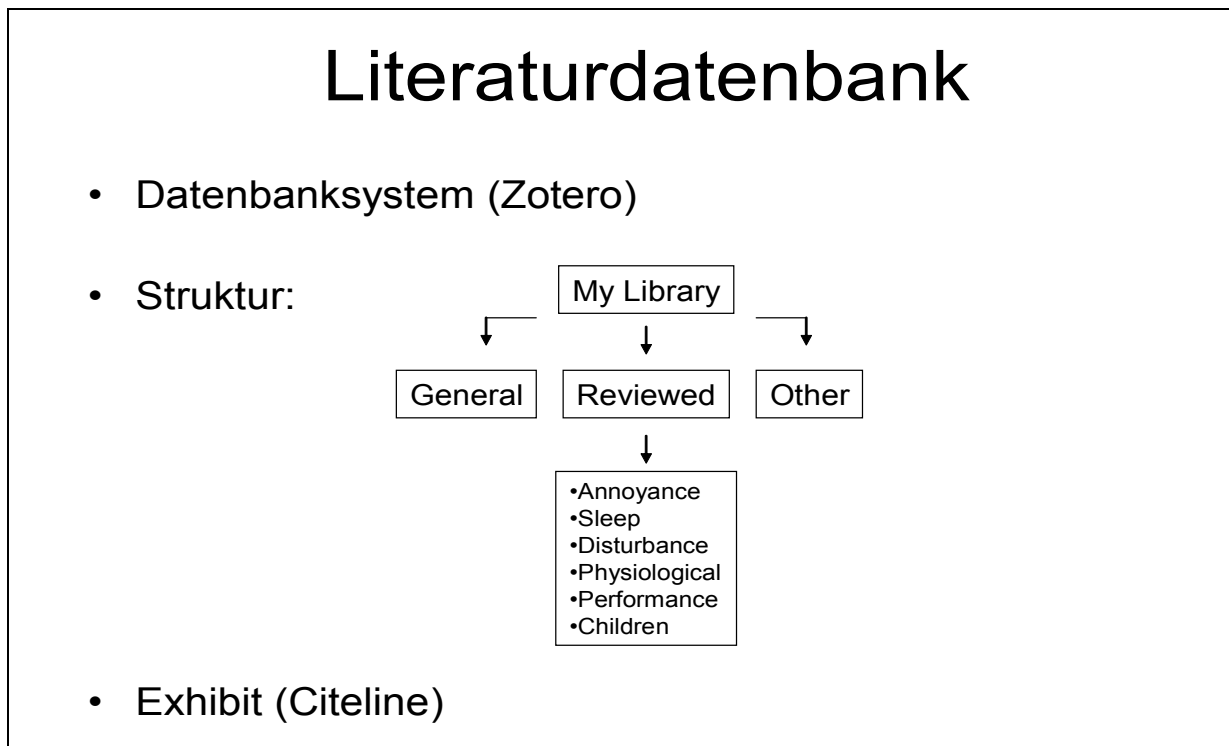 Literaturdatenbank
• Datenbanksystem (Zotero)
• Struktur:
My Library
General
Reviewed
Other
•Annoyance
•Sleep
•Disturbance
•Physiological
•Performance
•Children
• Exhibit (Citeline)